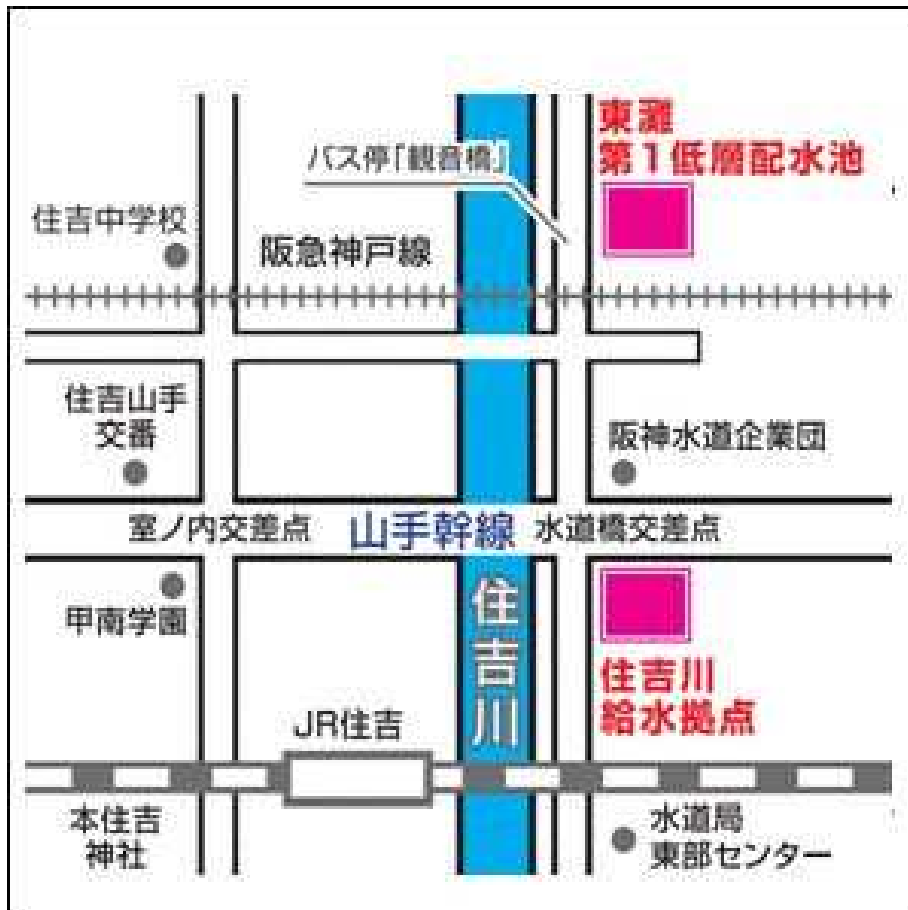 東灘
第1低層配水池
バス停「観音橋」
住吉中学校
阪急神戸線
住吉山手
交番
阪神水道企業団
室ノ内交差点
山手幹線
水道橋交差点
甲南学園
住吉川
住吉川
給水拠点
JR住吉
本住吉
神社
水道局
東部センター